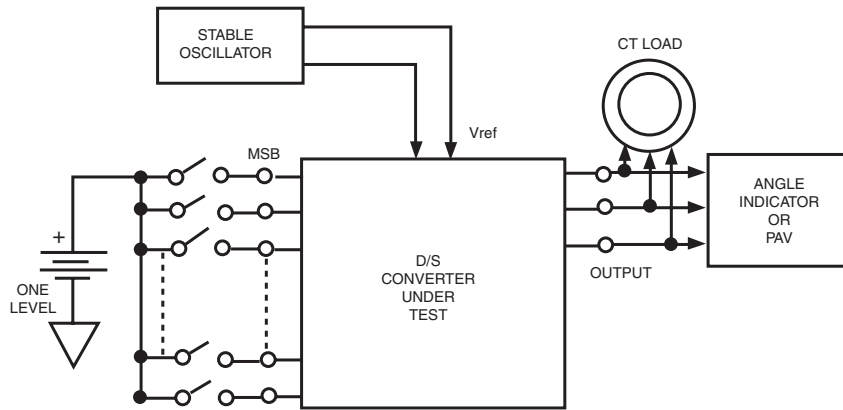 STABLE
OSCILLATOR
CT LOAD
Vref
MSB
+
ONE
LEVEL
D/S
CONVERTER
UNDER
TEST
OUTPUT
ANGLE
INDICATOR
OR
PAV